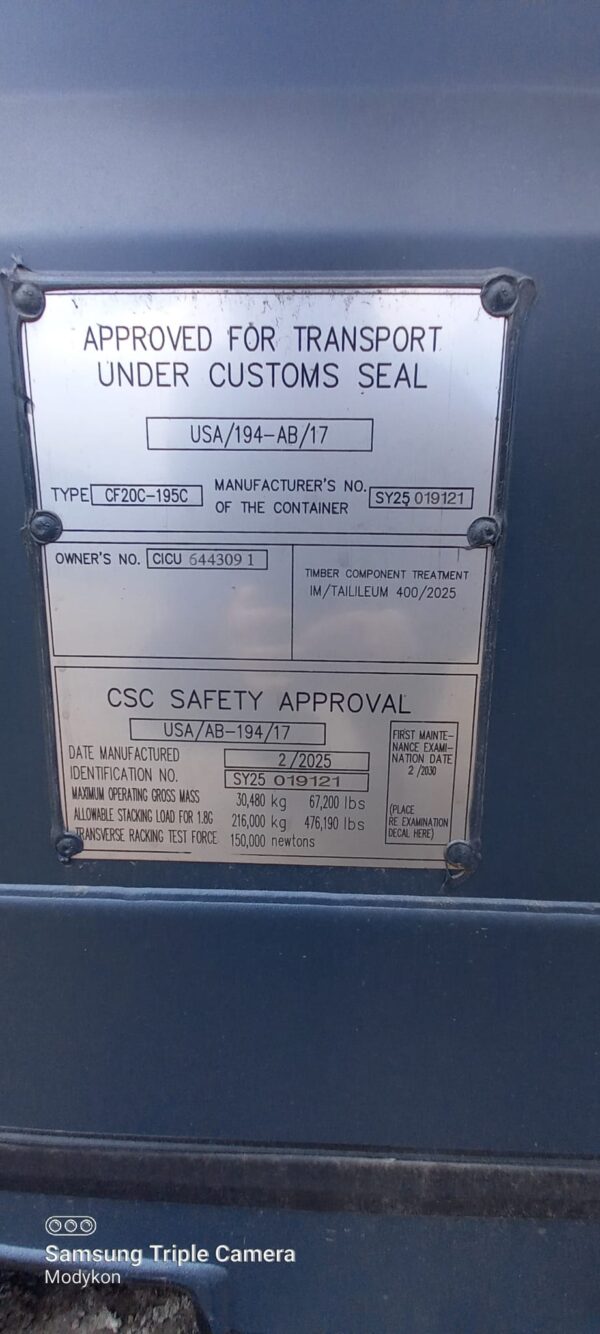 APPROVED FOR TRANSPORT
UNDER CUSTOMS SEAL
USA/194-AB/17
TYPE CF20C-195C MANUFACTURER'S NO. OF THE CONTAINER SY25 019121
OWNER'S NO. CICU 644309 1
TIMBER COMPONENT TREATMENT
IM/TAILILEUM 400/2025
CSC SAFETY APPROVAL
USA/AB-194/17
DATE MANUFACTURED 2/2025
IDENTIFICATION NO. SY25 019121
MAXIMUM OPERATING GROSS MASS 30,480 kg 67,200 lbs
ALLOWABLE STACKING LOAD FOR 1.8G 216,000 kg 476,190 lbs
TRANSVERSE RACKING TEST FORCE 150,000 newtons
FIRST MAINTE-
NANCE EXAMI-
NATION DATE
2 /2030
(PLACE
RE EXAMINATION
DECAL HERE)
Samsung Triple Camera
Modykon